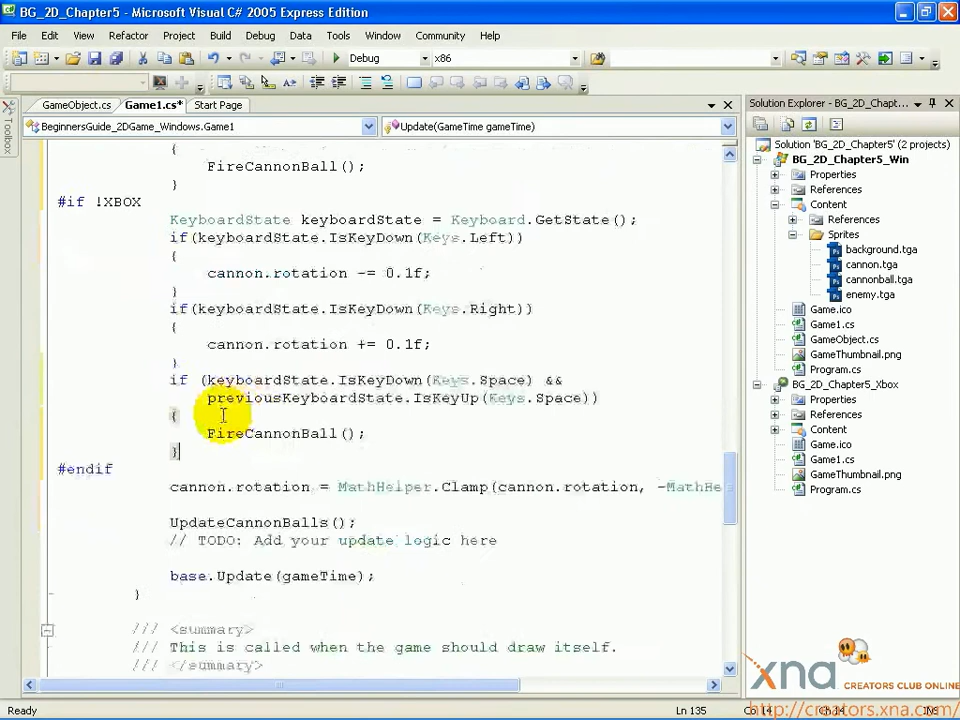 BG_2D_Chapter5 - Microsoft Visual C# 2005 Express Edition
File Edit View Refactor Project Build Debug Data Tools Window Community Help
Debug x86
GameObject.cs Game1.cs* Start Page
Solution Explorer - BG_2D_Chapt...
BeginnersGuide_2DGame_Windows.Game1 Update(GameTime gameTime)
Toolbox
{
FireCannonBall();
}
#if !XBOX
KeyboardState keyboardState = Keyboard.GetState();
if(keyboardState.IsKeyDown(Keys.Left))
{
cannon.rotation -= 0.1f;
}
if(keyboardState.IsKeyDown(Keys.Right))
{
cannon.rotation += 0.1f;
}
if (keyboardState.IsKeyDown(Keys.Space) &&
previousKeyboardState.IsKeyUp(Keys.Space))
{
FireCannonBall();
}
#endif
cannon.rotation = MathHelper.Clamp(cannon.rotation, -MathHe
UpdateCannonBalls();
// TODO: Add your update logic here
base.Update(gameTime);
}
/// <summary>
/// This is called when the game should draw itself.
/// </summary>
Solution 'BG_2D_Chapter5' (2 projects)
BG_2D_Chapter5_Win
Properties
References
Content
References
Sprites
background.tga
cannon.tga
cannonball.tga
enemy.tga
Game.ico
Game1.cs
GameObject.cs
GameThumbnail.png
Program.cs
BG_2D_Chapter5_Xbox
Properties
References
Content
Game.ico
Game1.cs
GameThumbnail.png
Program.cs
xna CREATORS CLUB ONLINE
http://creators.xna.com/
Ready Ln 135 Col 14 Ch 14 INS